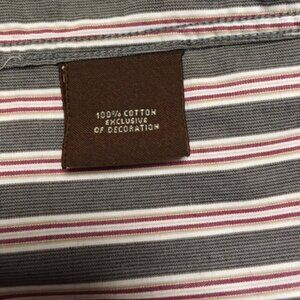 100% COTTON
EXCLUSIVE
OF DECORATION